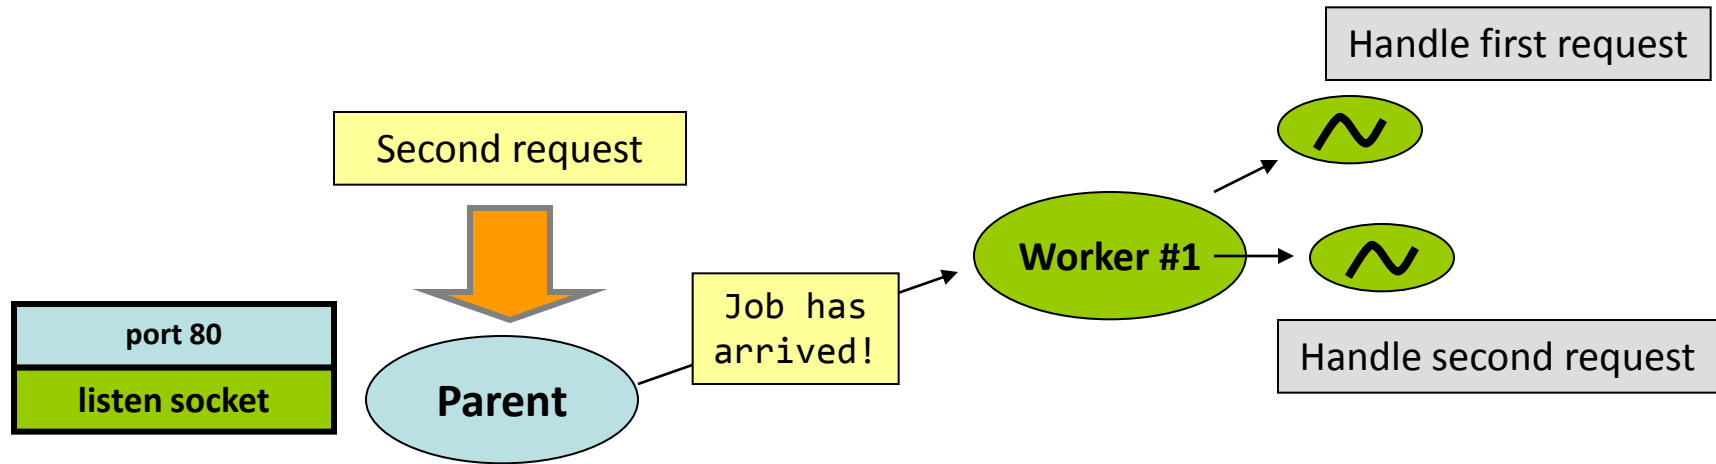 Handle first request
Second request
Job has
arrived!
Worker #1
port 80
listen socket
Parent
Handle second request